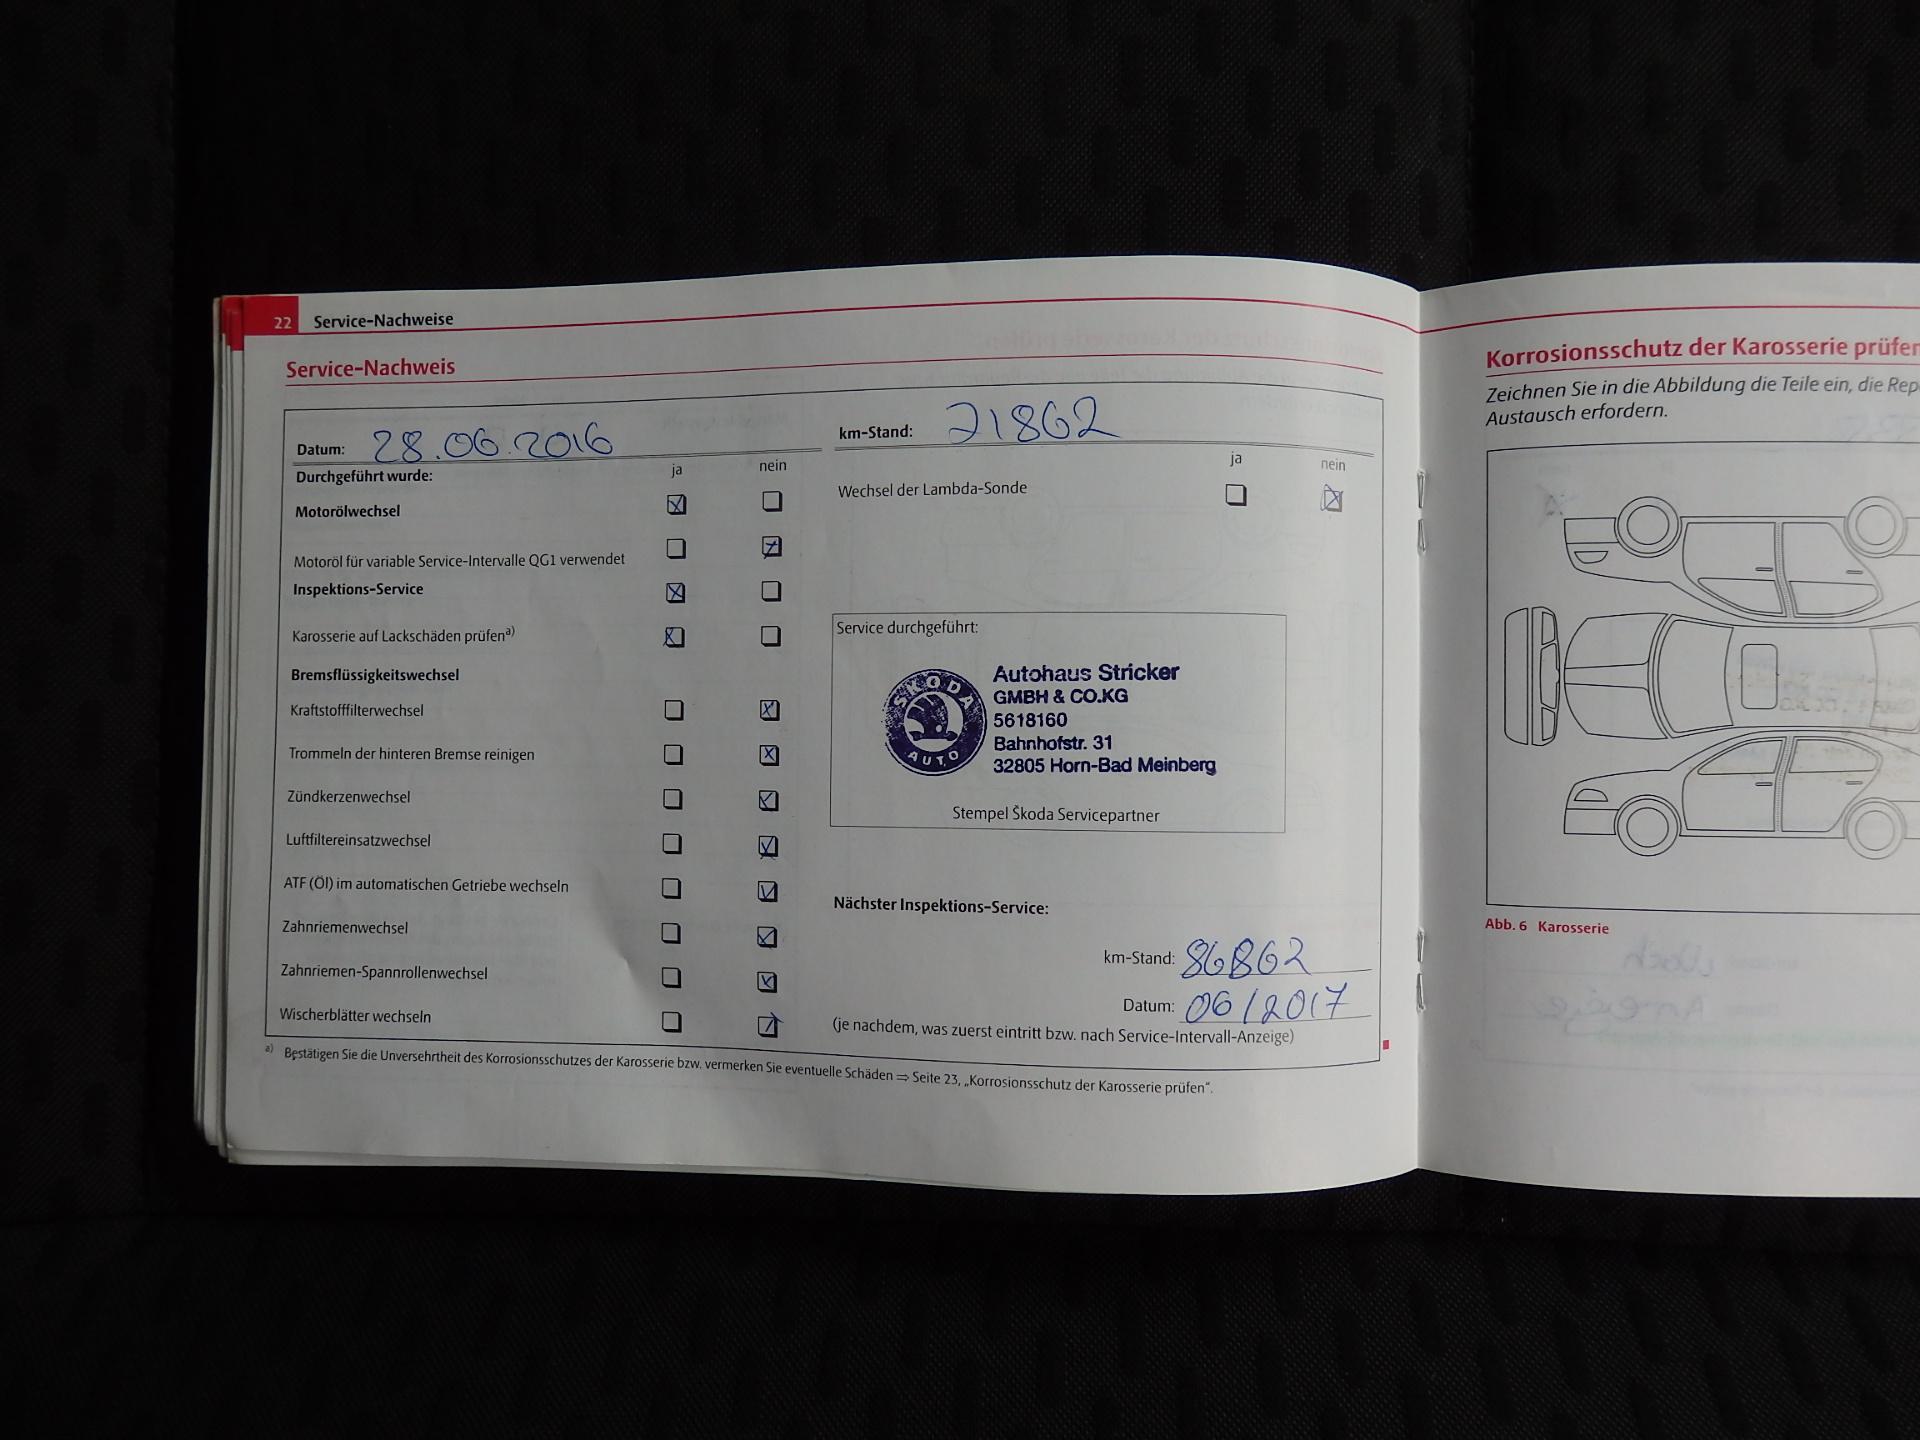 22 Service-Nachweise
Service-Nachweis
Datum: 28.06.2016
km-Stand: 71862
Durchgeführt wurde: ja nein
Motorölwechsel
Motoröl für variable Service-Intervalle QG1 verwendet
Inspektions-Service
Karosserie auf Lackschäden prüfen a)
Bremsflüssigkeitswechsel
Kraftstofffilterwechsel
Trommeln der hinteren Bremse reinigen
Zündkerzenwechsel
Luftfiltereinsatzwechsel
ATF (Öl) im automatischen Getriebe wechseln
Zahnriemenwechsel
Zahnriemen-Spannrollenwechsel
Wischerblätter wechseln
ja nein
Wechsel der Lambda-Sonde
Service durchgeführt:
SKODA
AUTO
Autohaus Stricker
GMBH & CO.KG
5618160
Bahnhofstr. 31
32805 Horn-Bad Meinberg
Stempel Škoda Servicepartner
Nächster Inspektions-Service:
km-Stand: 86862
Datum: 06/2017
(je nachdem, was zuerst eintritt bzw. nach Service-Intervall-Anzeige)
a) Bestätigen Sie die Unversehrtheit des Korrosionsschutzes der Karosserie bzw. vermerken Sie eventuelle Schäden ⇒ Seite 23, „Korrosionsschutz der Karosserie prüfen“.
Korrosionsschutz der Karosserie prüfen
Zeichnen Sie in die Abbildung die Teile ein, die Rep
Austausch erfordern.
Abb. 6 Karosserie